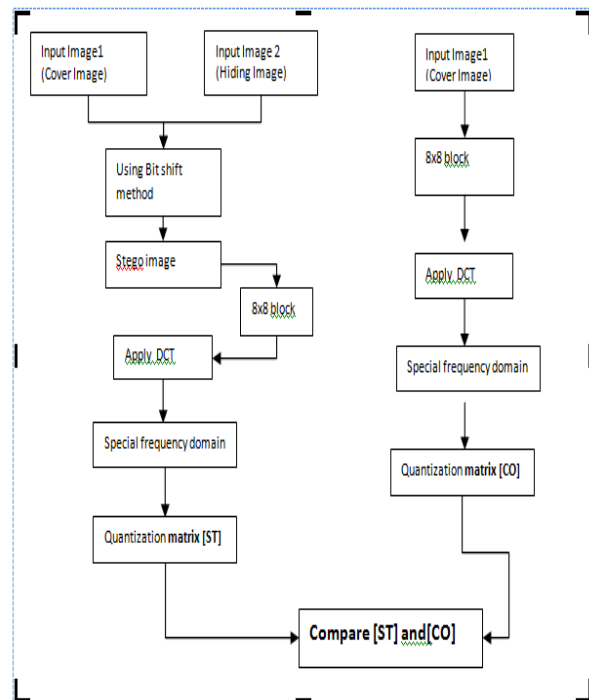 Input Image1
(Cover Image)
Input Image 2
(Hiding Image)
Using Bit shift
method
Stego image
8x8 block
Apply DCT
Special frequency domain
Quantization matrix [ST]
Input Image1
(Cover Image)
8x8 block
Apply DCT
Special frequency domain
Quantization matrix [CO]
Compare [ST] and[CO]